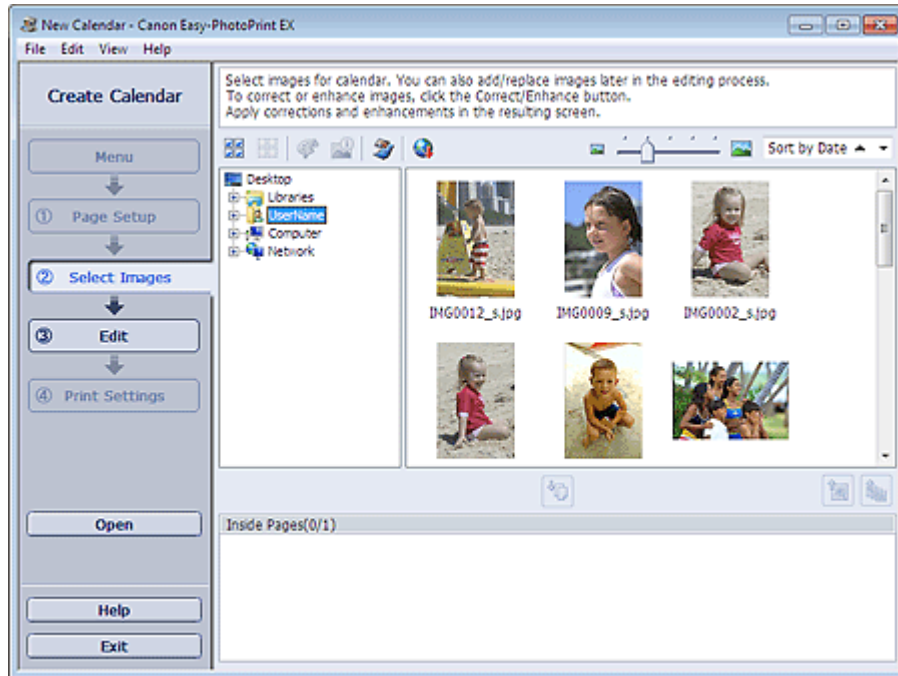 New Calendar - Canon Easy-PhotoPrint EX
File Edit View Help
Create Calendar
Select images for calendar. You can also add/replace images later in the editing process.
To correct or enhance images, click the Correct/Enhance button.
Apply corrections and enhancements in the resulting screen.
Menu
① Page Setup
② Select Images
③ Edit
④ Print Settings
Open
Help
Exit
Sort by Date
Desktop
Libraries
UserName
Computer
Network
IMG0012_s.jpg IMG0009_s.jpg IMG0002_s.jpg
Inside Pages(0/1)